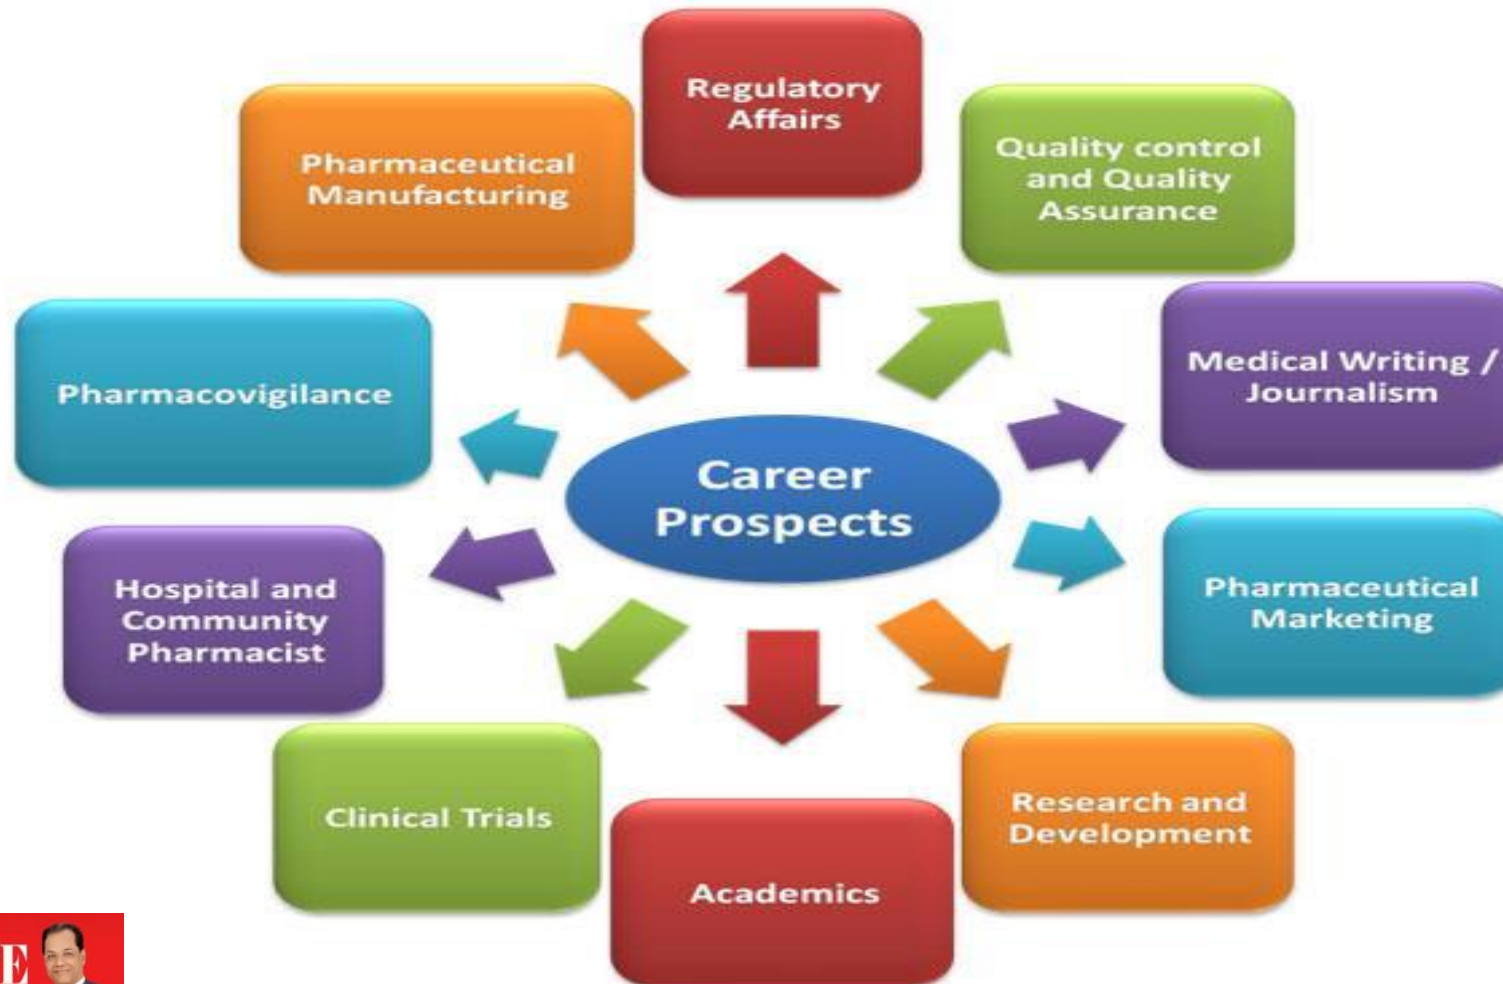 Regulatory
Affairs
Quality control
and Quality
Assurance
Medical Writing /
Journalism
Pharmaceutical
Marketing
Research and
Development
Academics
Clinical Trials
Hospital and
Community
Pharmacist
Pharmacovigilance
Pharmaceutical
Manufacturing
Career
Prospects
E